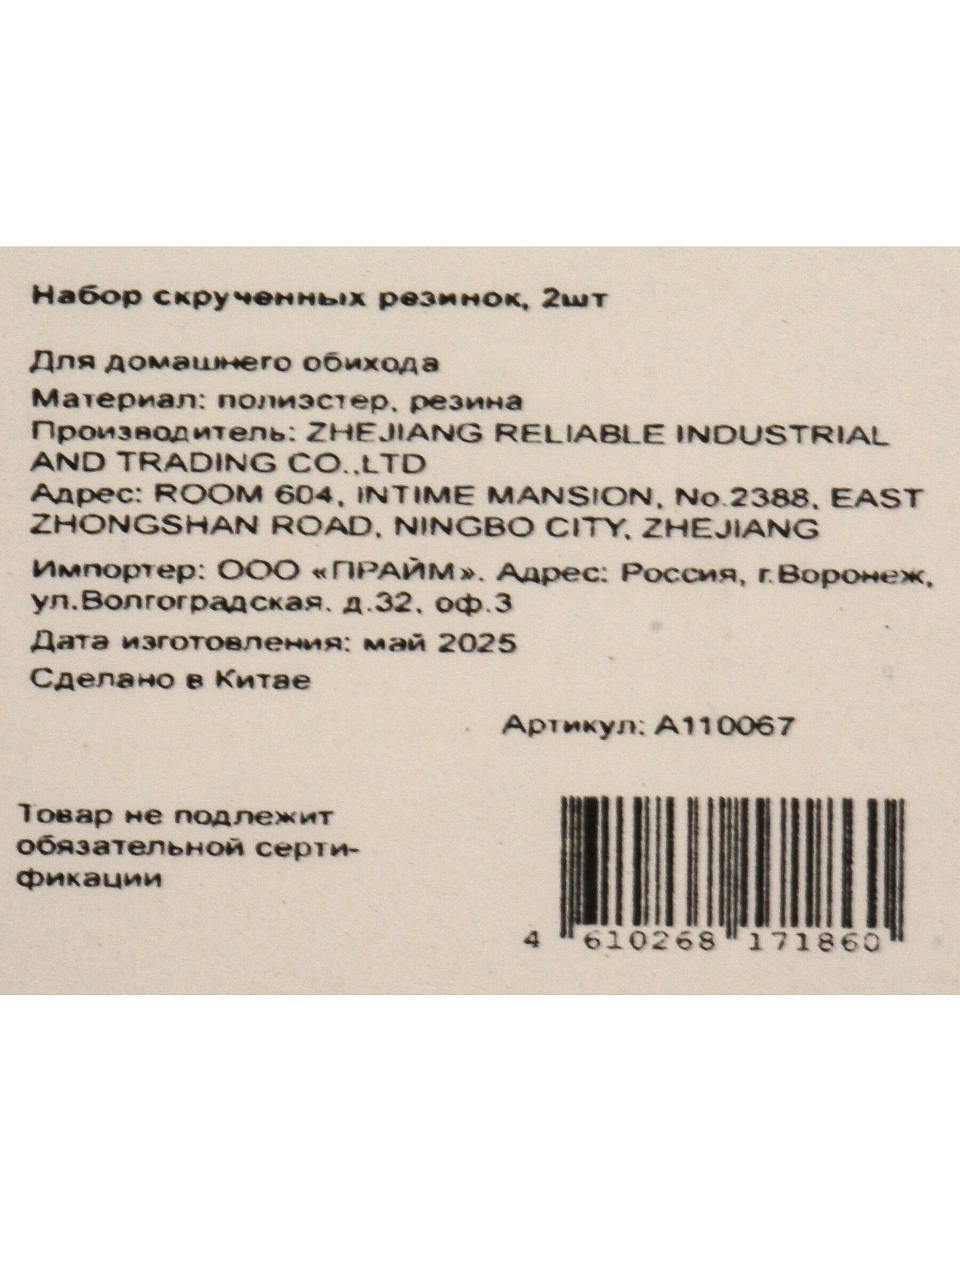 Набор скрученных резинок, 2шт
Для домашнего обихода
Материал: полиэстер, резина
Производитель: ZHEJIANG RELIABLE INDUSTRIAL
AND TRADING CO.,LTD
Адрес: ROOM 604, INTIME MANSION, No.2388, EAST
ZHONGSHAN ROAD, NINGBO CITY, ZHEJIANG
Импортер: ООО «ПРАЙМ». Адрес: Россия, г.Воронеж,
ул.Волгоградская. д.32, оф.3
Дата изготовления: май 2025
Сделано в Китае
Артикул: А110067
Товар не подлежит
обязательной серти-
фикации
4 610268 171860